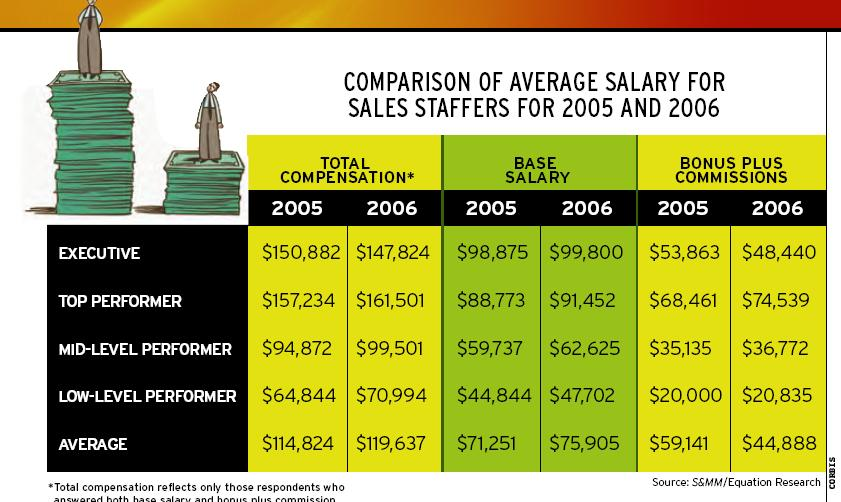 COMPARISON OF AVERAGE SALARY FOR
SALES STAFFERS FOR 2005 AND 2006
TOTAL COMPENSATION* BASE SALARY BONUS PLUS COMMISSIONS
2005 2006 2005 2006 2005 2006
EXECUTIVE $150,882 $147,824 $98,875 $99,800 $53,863 $48,440
TOP PERFORMER $157,234 $161,501 $88,773 $91,452 $68,461 $74,539
MID-LEVEL PERFORMER $94,872 $99,501 $59,737 $62,625 $35,135 $36,772
LOW-LEVEL PERFORMER $64,844 $70,994 $44,844 $47,702 $20,000 $20,835
AVERAGE $114,824 $119,637 $71,251 $75,905 $59,141 $44,888
*Total compensation reflects only those respondents who
answered both base salary and bonus plus commission
Source: S&MM/Equation Research
CORBIS